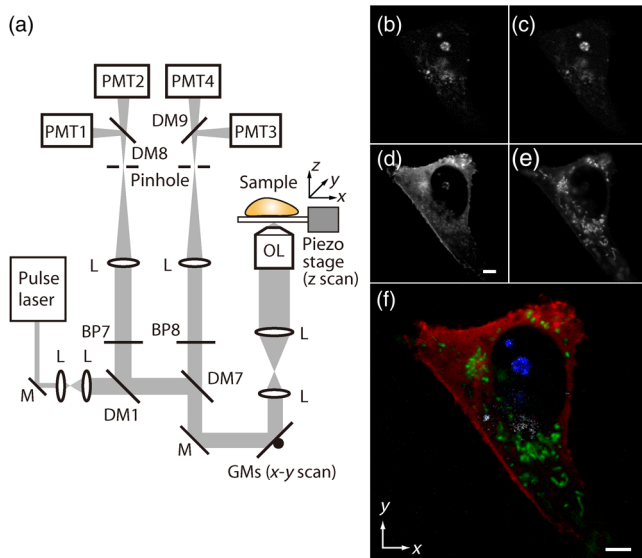 (a)
PMT2
PMT4
PMT1
DM9
PMT3
DM8
Pinhole
z
y
x
Sample
OL
Piezo
stage
(z scan)
L
L
Pulse
laser
BP7
BP8
L
L
L
M
DM1
DM7
L
M
GMs (x-y scan)
(b)
(c)
(d)
(e)
(f)
y
x